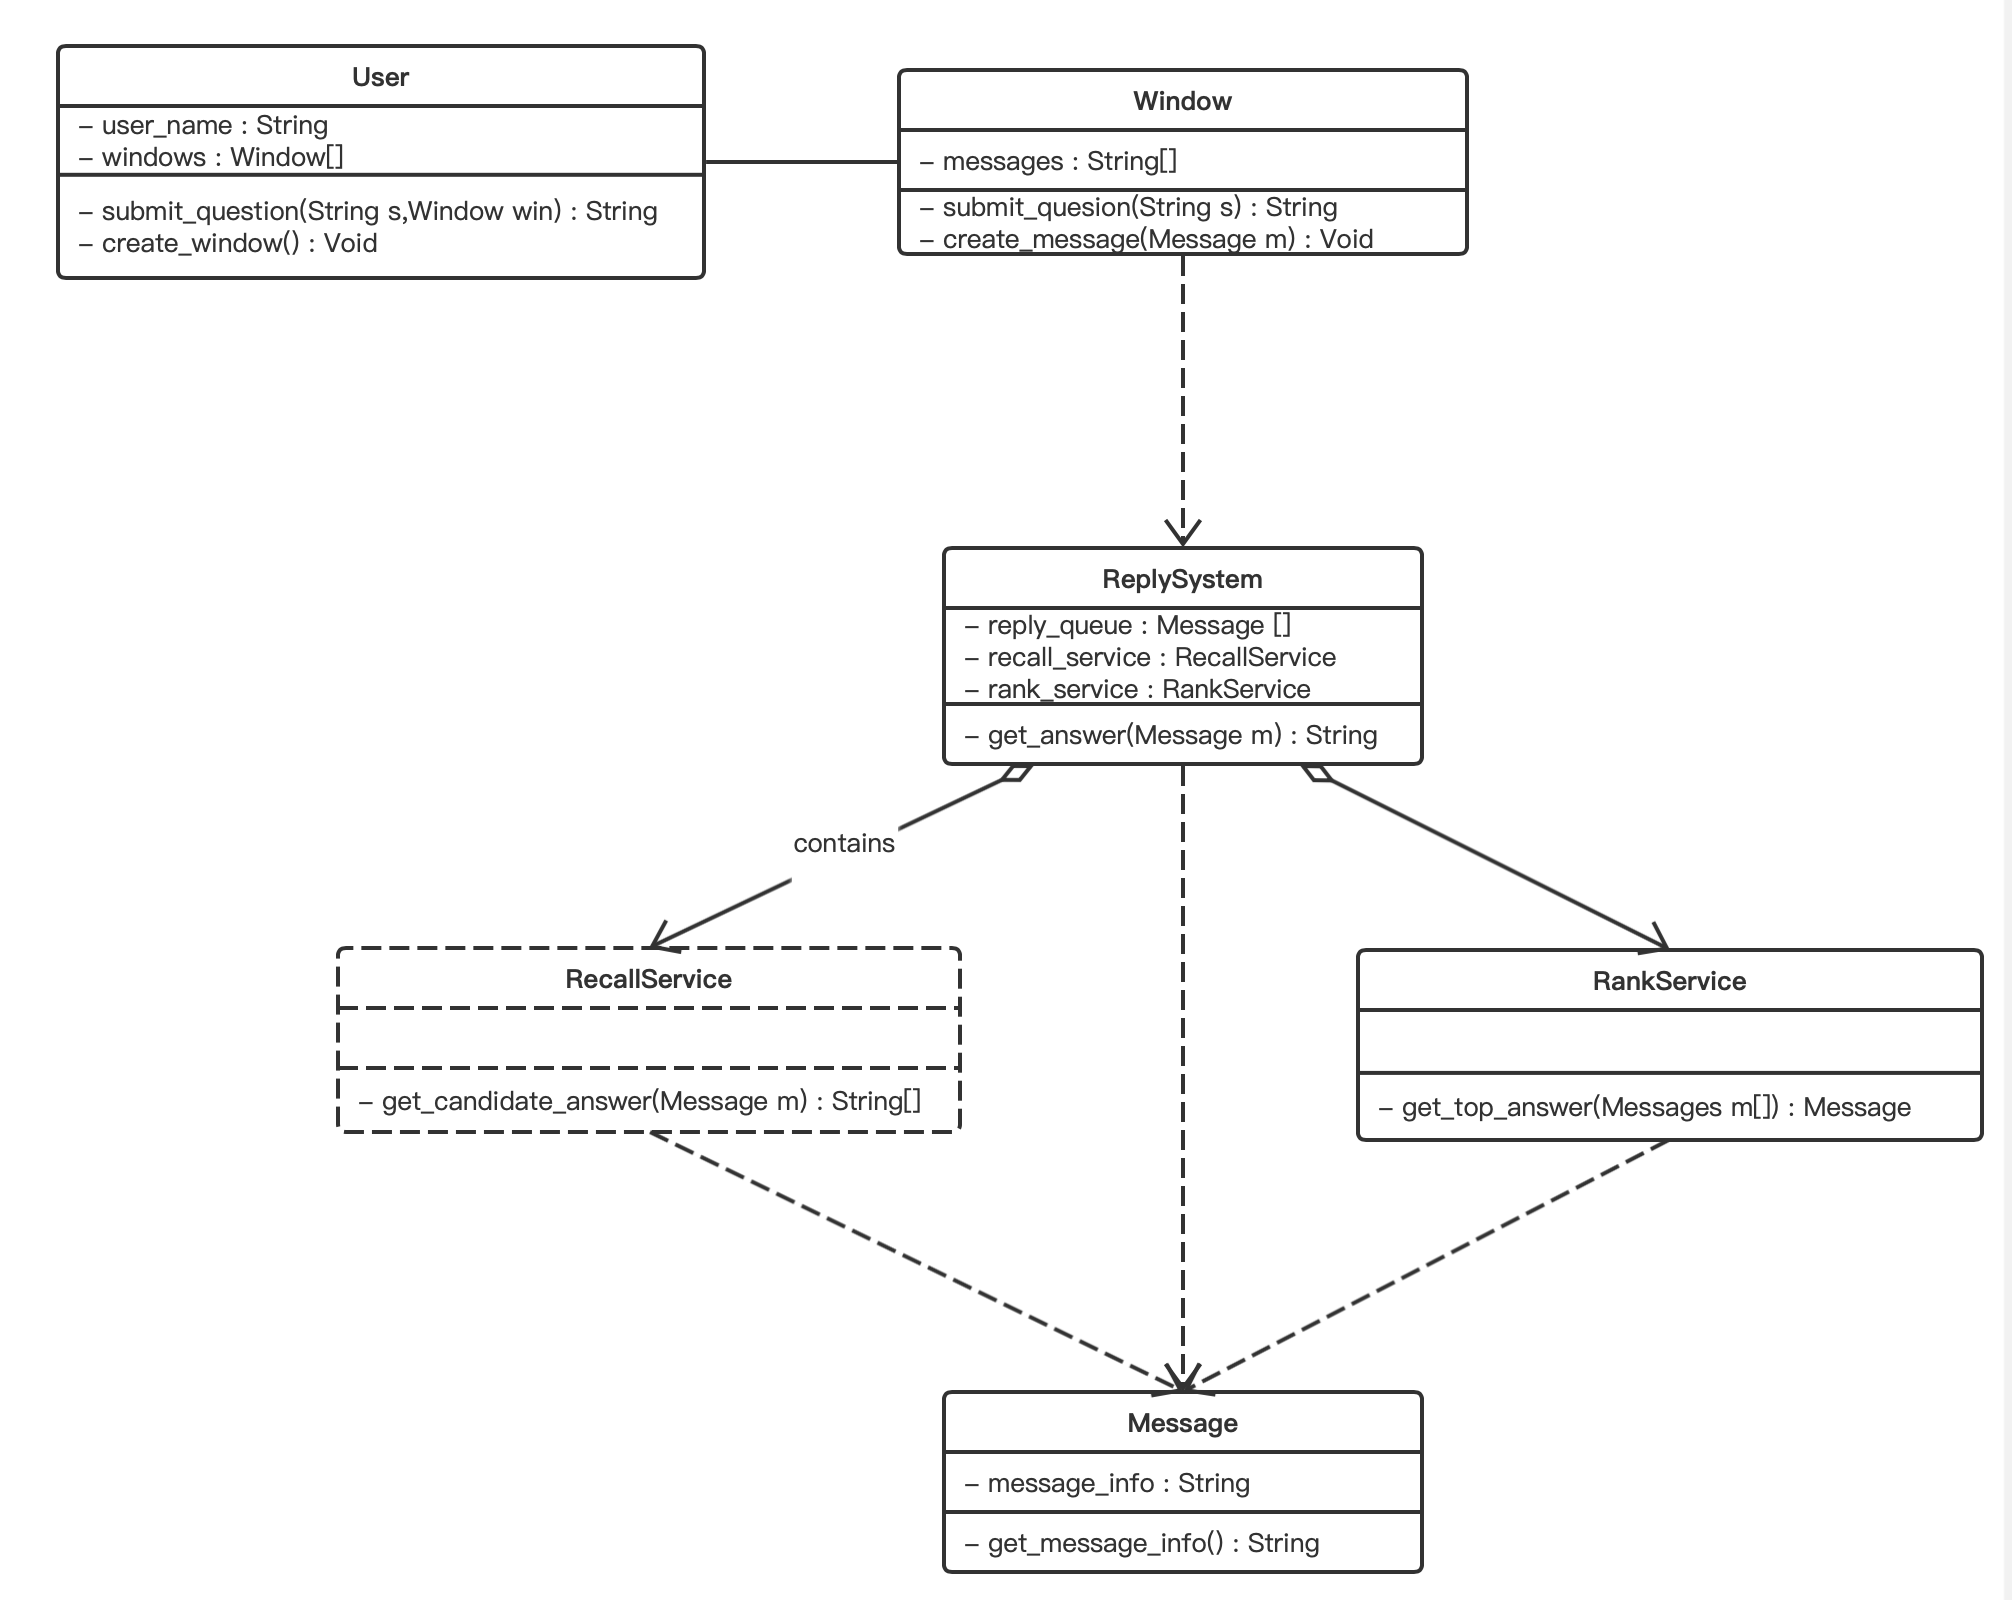 User
– user_name : String
– windows : Window[]
– submit_question(String s,Window win) : String
– create_window() : Void
Window
– messages : String[]
– submit_quesion(String s) : String
– create_message(Message m) : Void
ReplySystem
– reply_queue : Message []
– recall_service : RecallService
– rank_service : RankService
– get_answer(Message m) : String
contains
RecallService
– get_candidate_answer(Message m) : String[]
RankService
– get_top_answer(Messages m[]) : Message
Message
– message_info : String
– get_message_info() : String